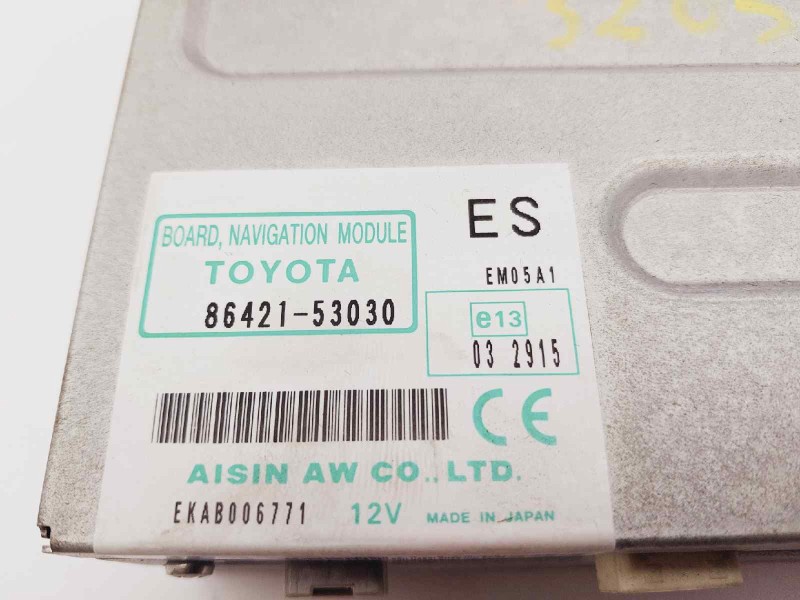 3205
BOARD, NAVIGATION MODULE
TOYOTA
86421-53030
ES
EM05A1
e13
03 2915
CE
AISIN AW CO., LTD.
EKAB006771 12V MADE IN JAPAN